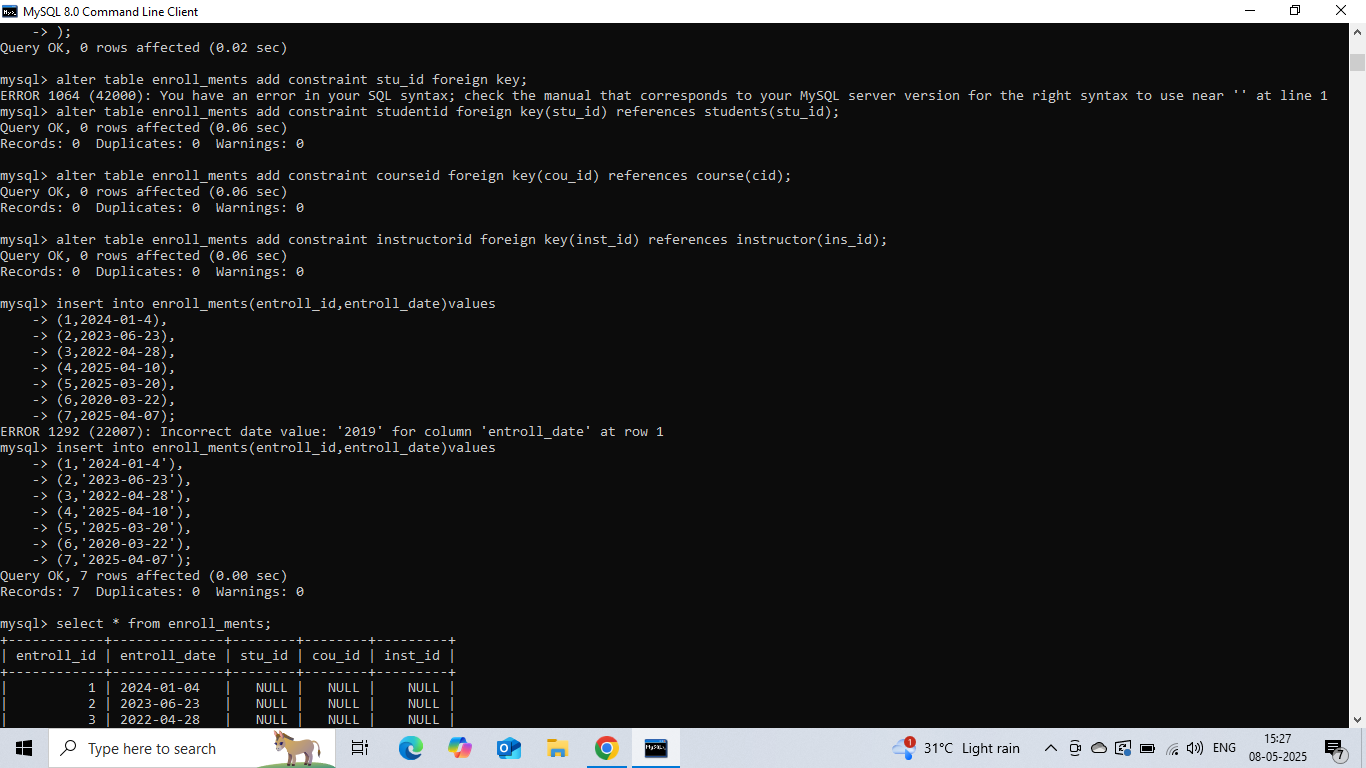 MySQL 8.0 Command Line Client
    -> );
Query OK, 0 rows affected (0.02 sec)
mysql> alter table enroll_ments add constraint stu_id foreign key;
ERROR 1064 (42000): You have an error in your SQL syntax; check the manual that corresponds to your MySQL server version for the right syntax to use near '' at line 1
mysql> alter table enroll_ments add constraint studentid foreign key(stu_id) references students(stu_id);
Query OK, 0 rows affected (0.06 sec)
Records: 0  Duplicates: 0  Warnings: 0
mysql> alter table enroll_ments add constraint courseid foreign key(cou_id) references course(cid);
Query OK, 0 rows affected (0.06 sec)
Records: 0  Duplicates: 0  Warnings: 0
mysql> alter table enroll_ments add constraint instructorid foreign key(inst_id) references instructor(ins_id);
Query OK, 0 rows affected (0.06 sec)
Records: 0  Duplicates: 0  Warnings: 0
mysql> insert into enroll_ments(entroll_id,entroll_date)values
    -> (1,2024-01-4),
    -> (2,2023-06-23),
    -> (3,2022-04-28),
    -> (4,2025-04-10),
    -> (5,2025-03-20),
    -> (6,2020-03-22),
    -> (7,2025-04-07);
ERROR 1292 (22007): Incorrect date value: '2019' for column 'entroll_date' at row 1
mysql> insert into enroll_ments(entroll_id,entroll_date)values
    -> (1,'2024-01-4'),
    -> (2,'2023-06-23'),
    -> (3,'2022-04-28'),
    -> (4,'2025-04-10'),
    -> (5,'2025-03-20'),
    -> (6,'2020-03-22'),
    -> (7,'2025-04-07');
Query OK, 7 rows affected (0.00 sec)
Records: 7  Duplicates: 0  Warnings: 0
mysql> select * from enroll_ments;
+------------+--------------+--------+--------+---------+
| entroll_id | entroll_date | stu_id | cou_id | inst_id |
+------------+--------------+--------+--------+---------+
|          1 | 2024-01-04   |   NULL |   NULL |    NULL |
|          2 | 2023-06-23   |   NULL |   NULL |    NULL |
|          3 | 2022-04-28   |   NULL |   NULL |    NULL |
Type here to search
MySQL
1
31°C Light rain
ENG
15:27
08-05-2025
7